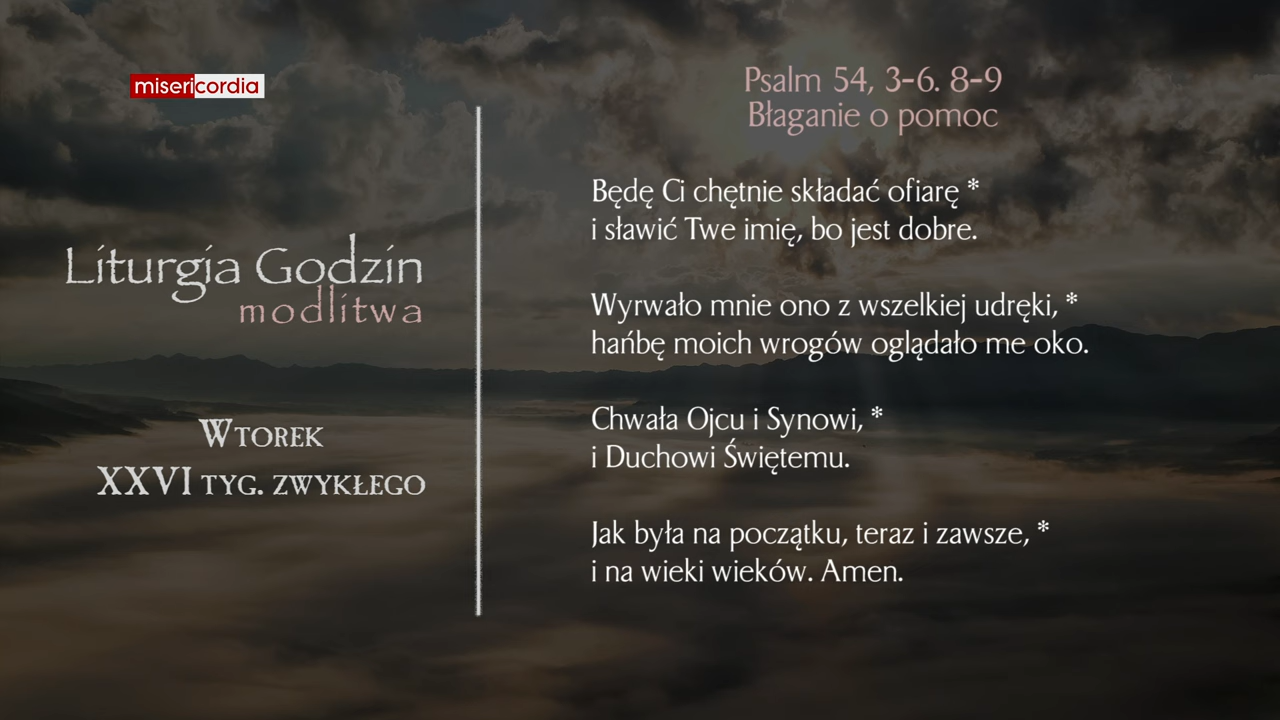 misericordia
Liturgia Godzin
modlitwa
Wtorek
XXVI tyg. zwykłego
Psalm 54, 3-6. 8-9
Błaganie o pomoc
Będę Ci chętnie składać ofiarę *
i sławić Twe imię, bo jest dobre.
Wyrwało mnie ono z wszelkiej udręki, *
hańbę moich wrogów oglądało me oko.
Chwała Ojcu i Synowi, *
i Duchowi Świętemu.
Jak była na początku, teraz i zawsze, *
i na wieki wieków. Amen.